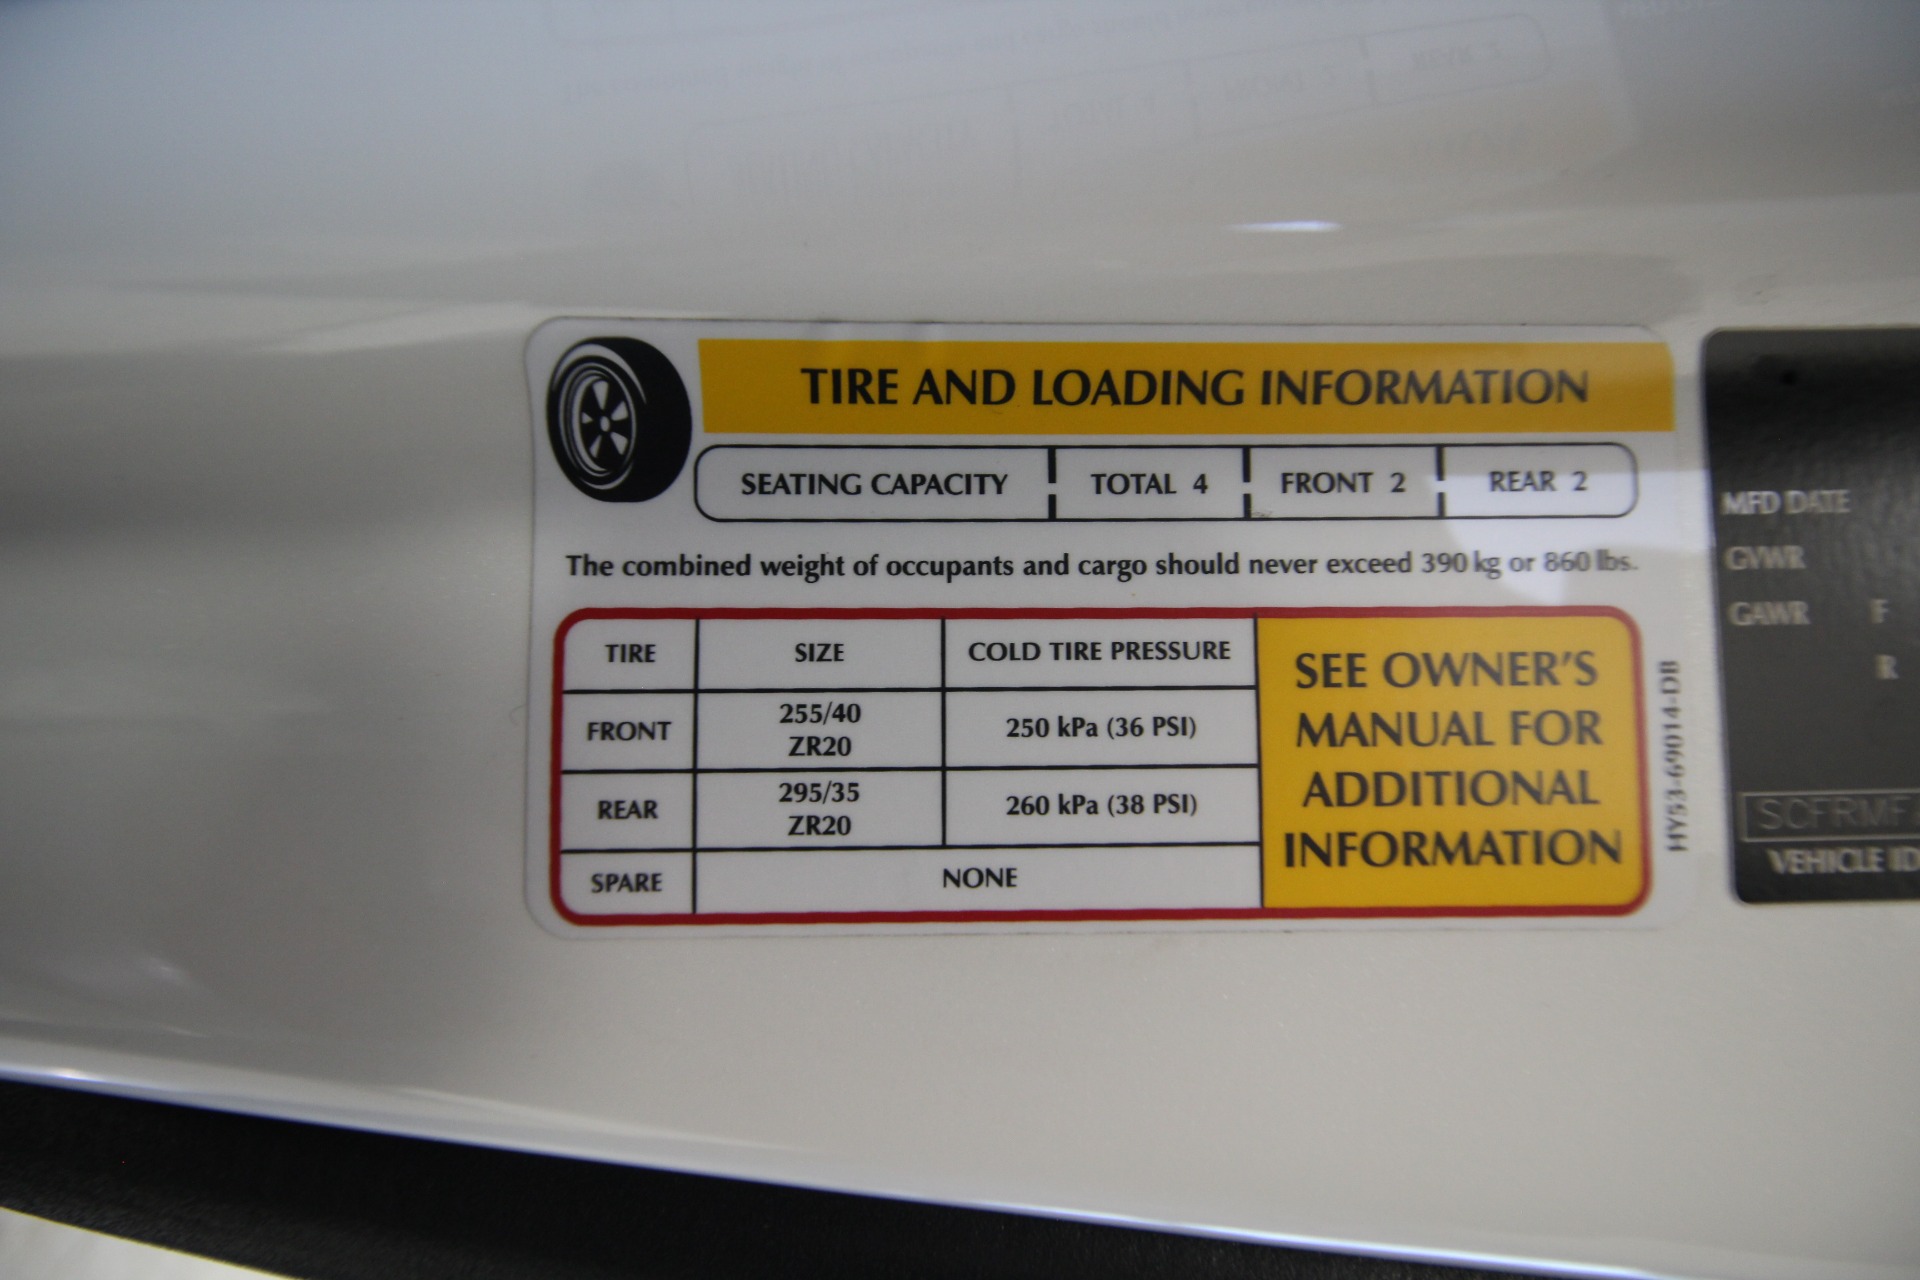 TIRE AND LOADING INFORMATION
SEATING CAPACITY TOTAL 4 FRONT 2 REAR 2
The combined weight of occupants and cargo should never exceed 390 kg or 860 lbs.
TIRE SIZE COLD TIRE PRESSURE
FRONT 255/40 ZR20 250 kPa (36 PSI)
REAR 295/35 ZR20 260 kPa (38 PSI)
SPARE NONE
SEE OWNER'S
MANUAL FOR
ADDITIONAL
INFORMATION
HY53-69014-DB
MFD DATE
GVWR
GAWR F
R
SCFRMF
VEHICLE ID